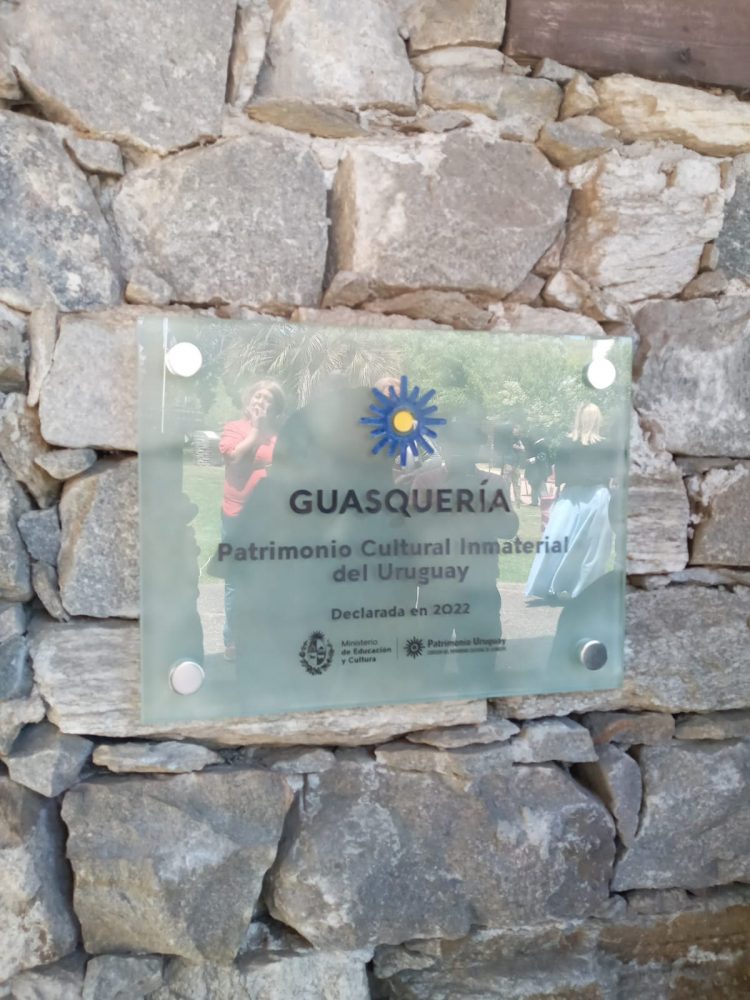 GUASQUERÍA
Patrimonio Cultural Inmaterial
del Uruguay
Declarada en 2022
Ministerio
de Educación
y Cultura
Patrimonio Uruguay